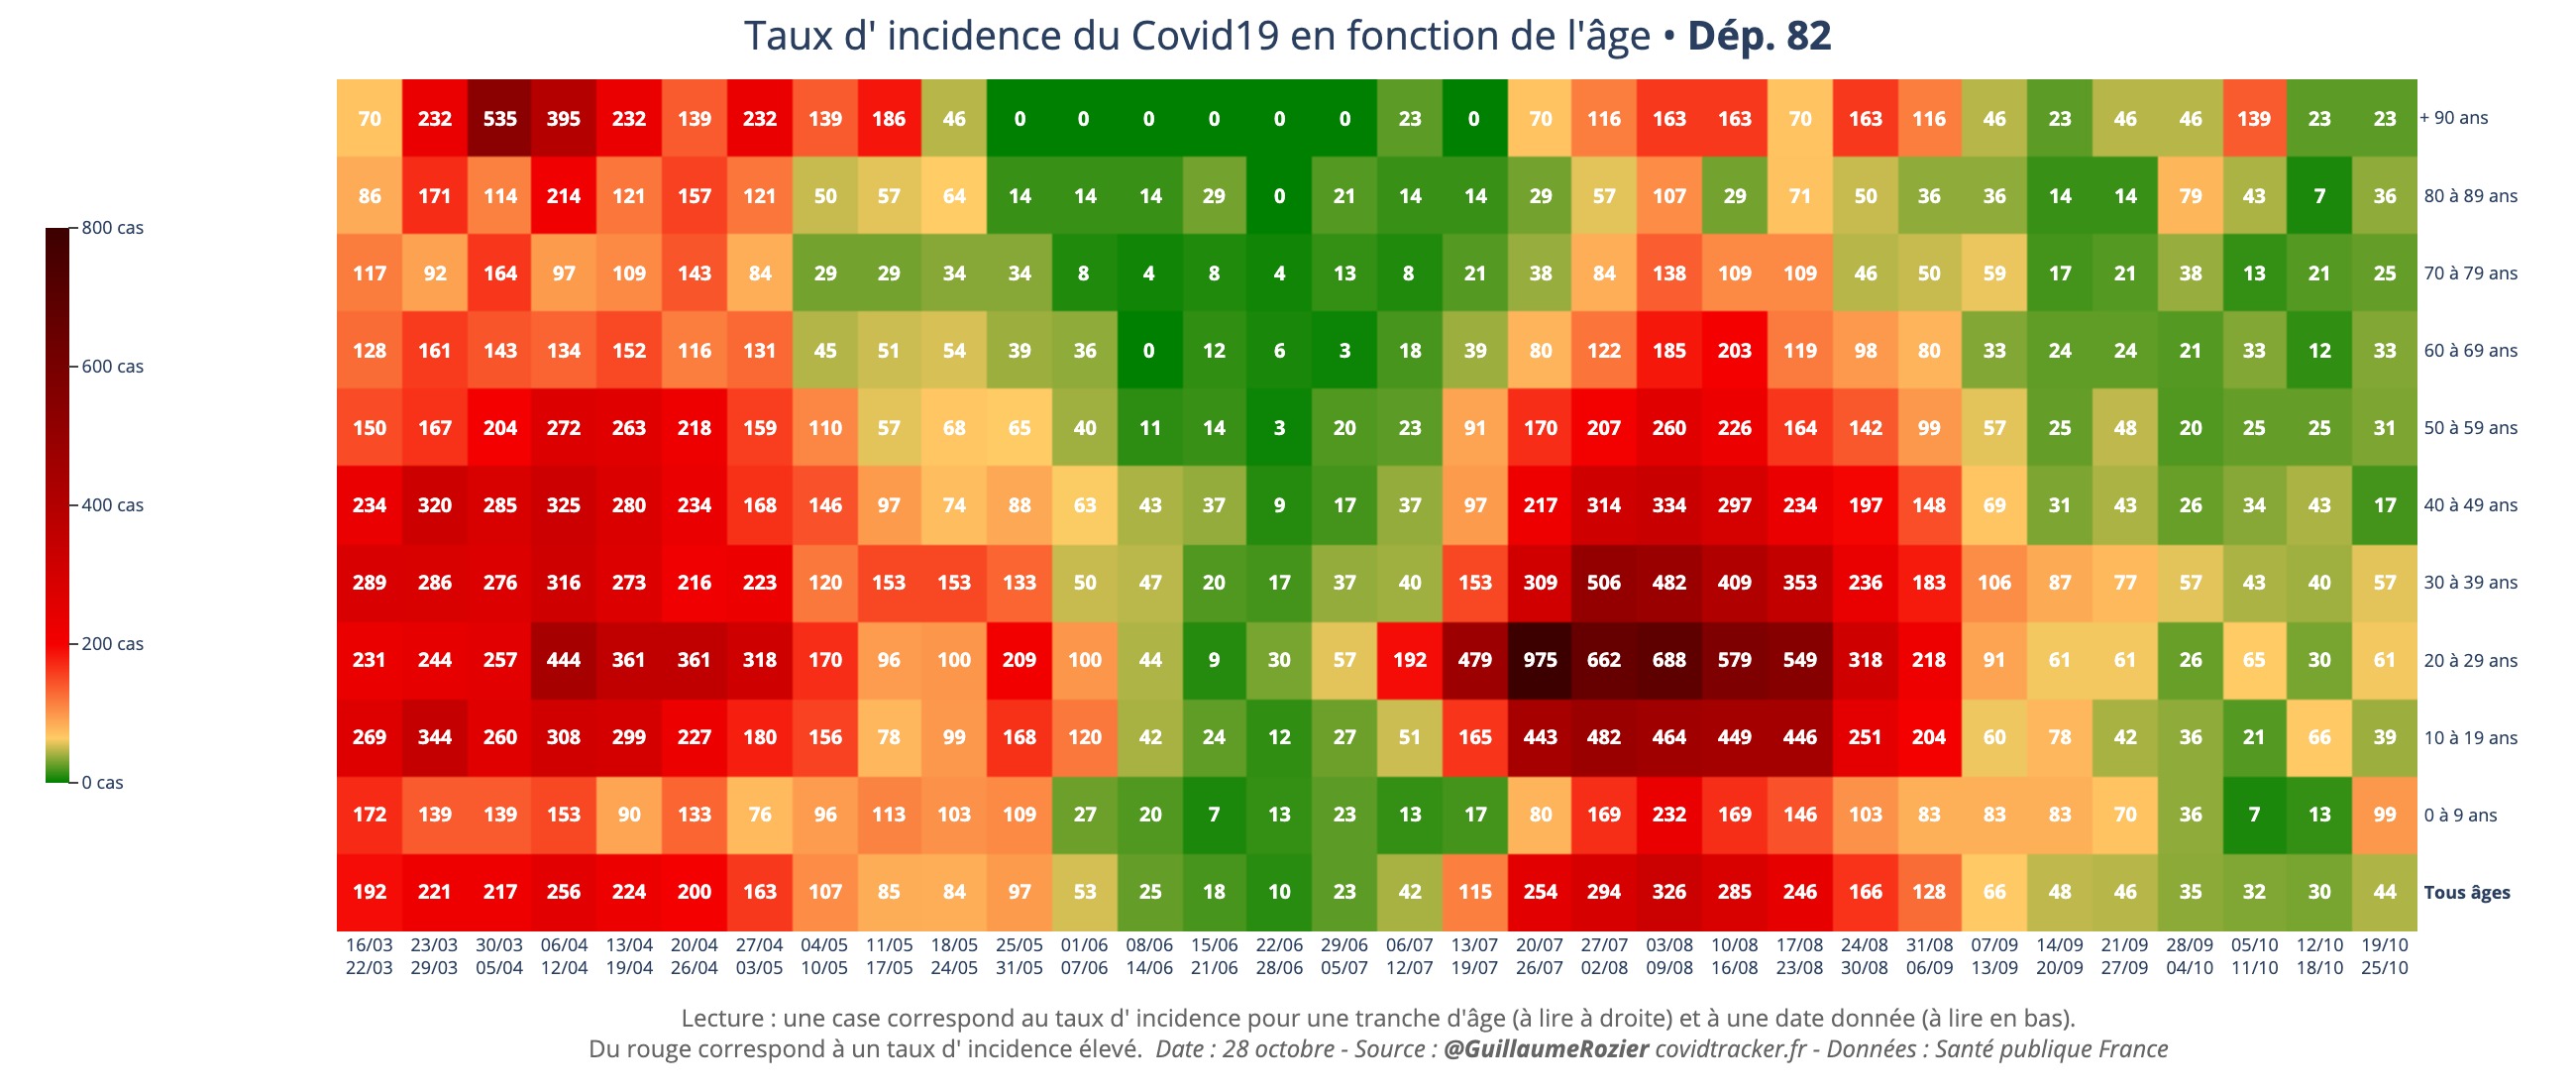 Taux d' incidence du Covid19 en fonction de l'âge • Dép. 82
70 232 535 395 232 139 232 139 186 46 0 0 0 0 0 0 23 0 70 116 163 163 70 163 116 46 23 46 46 139 23 23 + 90 ans
86 171 114 214 121 157 121 50 57 64 14 14 14 29 0 21 14 14 29 57 107 29 71 50 36 36 14 14 79 43 7 36 80 à 89 ans
800 cas
117 92 164 97 109 143 84 29 29 34 34 8 4 8 4 13 8 21 38 84 138 109 109 46 50 59 17 21 38 13 21 25 70 à 79 ans
128 161 143 134 152 116 131 45 51 54 39 36 0 12 6 3 18 39 80 122 185 203 119 98 80 33 24 24 21 33 12 33 60 à 69 ans
600 cas
150 167 204 272 263 218 159 110 57 68 65 40 11 14 3 20 23 91 170 207 260 226 164 142 99 57 25 48 20 25 25 31 50 à 59 ans
400 cas
234 320 285 325 280 234 168 146 97 74 88 63 43 37 9 17 37 97 217 314 334 297 234 197 148 69 31 43 26 34 43 17 40 à 49 ans
289 286 276 316 273 216 223 120 153 153 133 50 47 20 17 37 40 153 309 506 482 409 353 236 183 106 87 77 57 43 40 57 30 à 39 ans
200 cas
231 244 257 444 361 361 318 170 96 100 209 100 44 9 30 57 192 479 975 662 688 579 549 318 218 91 61 61 26 65 30 61 20 à 29 ans
269 344 260 308 299 227 180 156 78 99 168 120 42 24 12 27 51 165 443 482 464 449 446 251 204 60 78 42 36 21 66 39 10 à 19 ans
0 cas
172 139 139 153 90 133 76 96 113 103 109 27 20 7 13 23 13 17 80 169 232 169 146 103 83 83 83 70 36 7 13 99 0 à 9 ans
192 221 217 256 224 200 163 107 85 84 97 53 25 18 10 23 42 115 254 294 326 285 246 166 128 66 48 46 35 32 30 44 Tous âges
16/03 23/03 30/03 06/04 13/04 20/04 27/04 04/05 11/05 18/05 25/05 01/06 08/06 15/06 22/06 29/06 06/07 13/07 20/07 27/07 03/08 10/08 17/08 24/08 31/08 07/09 14/09 21/09 28/09 05/10 12/10 19/10
22/03 29/03 05/04 12/04 19/04 26/04 03/05 10/05 17/05 24/05 31/05 07/06 14/06 21/06 28/06 05/07 12/07 19/07 26/07 02/08 09/08 16/08 23/08 30/08 06/09 13/09 20/09 27/09 04/10 11/10 18/10 25/10
Lecture : une case correspond au taux d' incidence pour une tranche d'âge (à lire à droite) et à une date donnée (à lire en bas).
Du rouge correspond à un taux d' incidence élevé. Date : 28 octobre - Source : @GuillaumeRozier covidtracker.fr - Données : Santé publique France